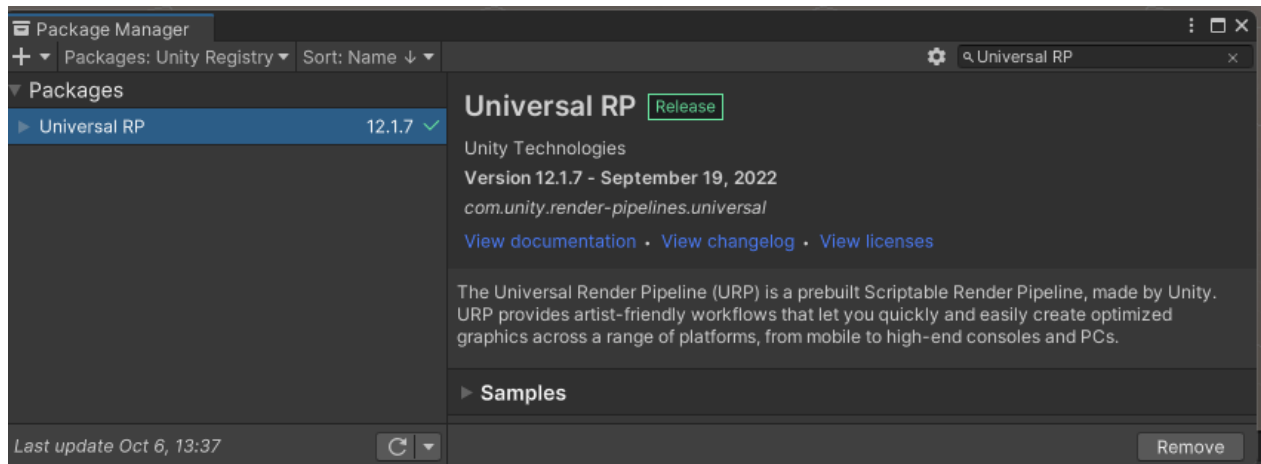 Package Manager
Packages: Unity Registry Sort: Name ↓ Universal RP
Packages
Universal RP 12.1.7
Universal RP Release
Unity Technologies
Version 12.1.7 - September 19, 2022
com.unity.render-pipelines.universal
View documentation • View changelog • View licenses
The Universal Render Pipeline (URP) is a prebuilt Scriptable Render Pipeline, made by Unity.
URP provides artist-friendly workflows that let you quickly and easily create optimized
graphics across a range of platforms, from mobile to high-end consoles and PCs.
Samples
Last update Oct 6, 13:37
Remove